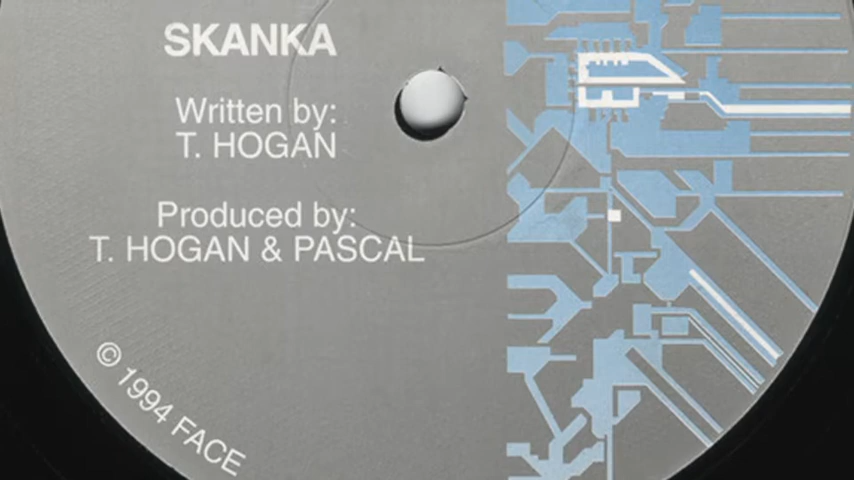 SKANKA
Written by:
T. HOGAN
Produced by:
T. HOGAN & PASCAL
© 1994 FACE